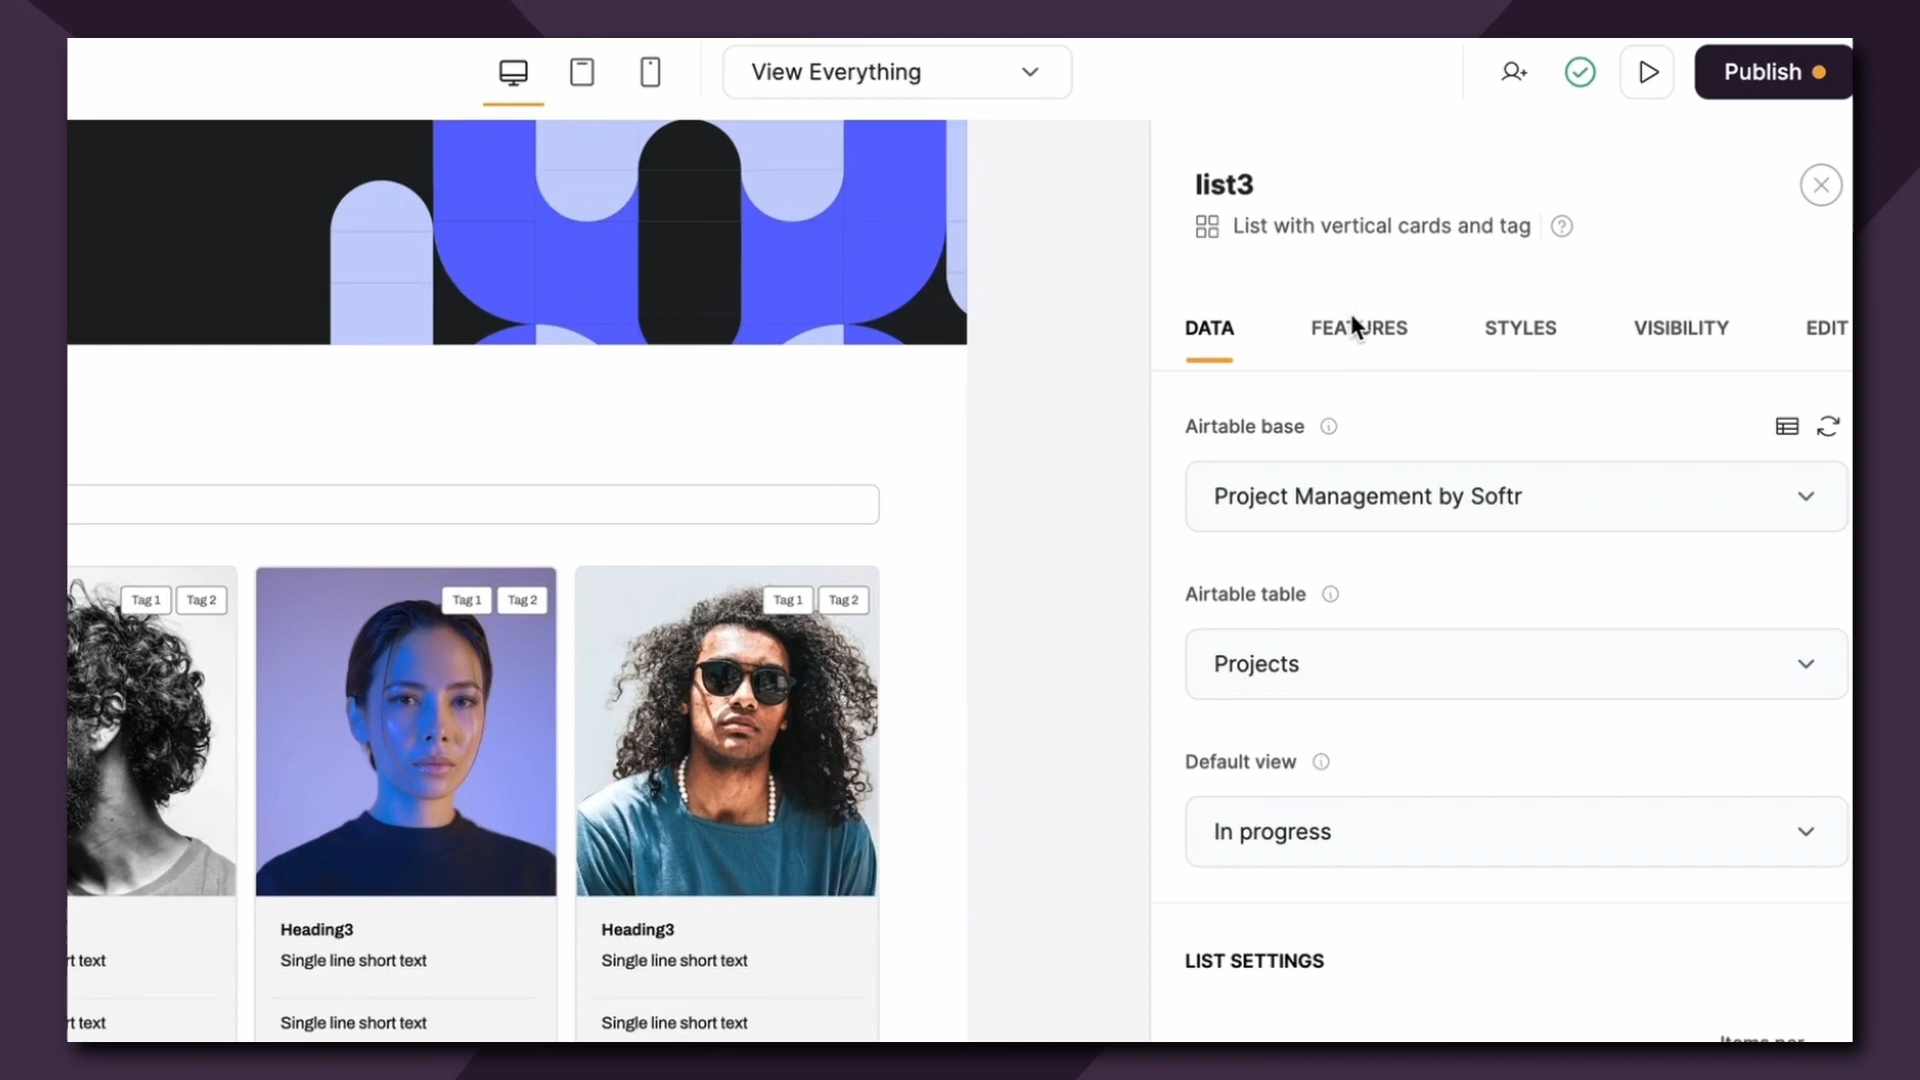 View Everything
Publish
list3
List with vertical cards and tag
DATA FEATURES STYLES VISIBILITY EDIT
Airtable base
Project Management by Softr
Airtable table
Projects
Default view
In progress
LIST SETTINGS
Tag 1 Tag 2
Tag 1 Tag 2
Tag 1 Tag 2
Heading3
Heading3
text
Single line short text
Single line short text
text
Single line short text
Single line short text